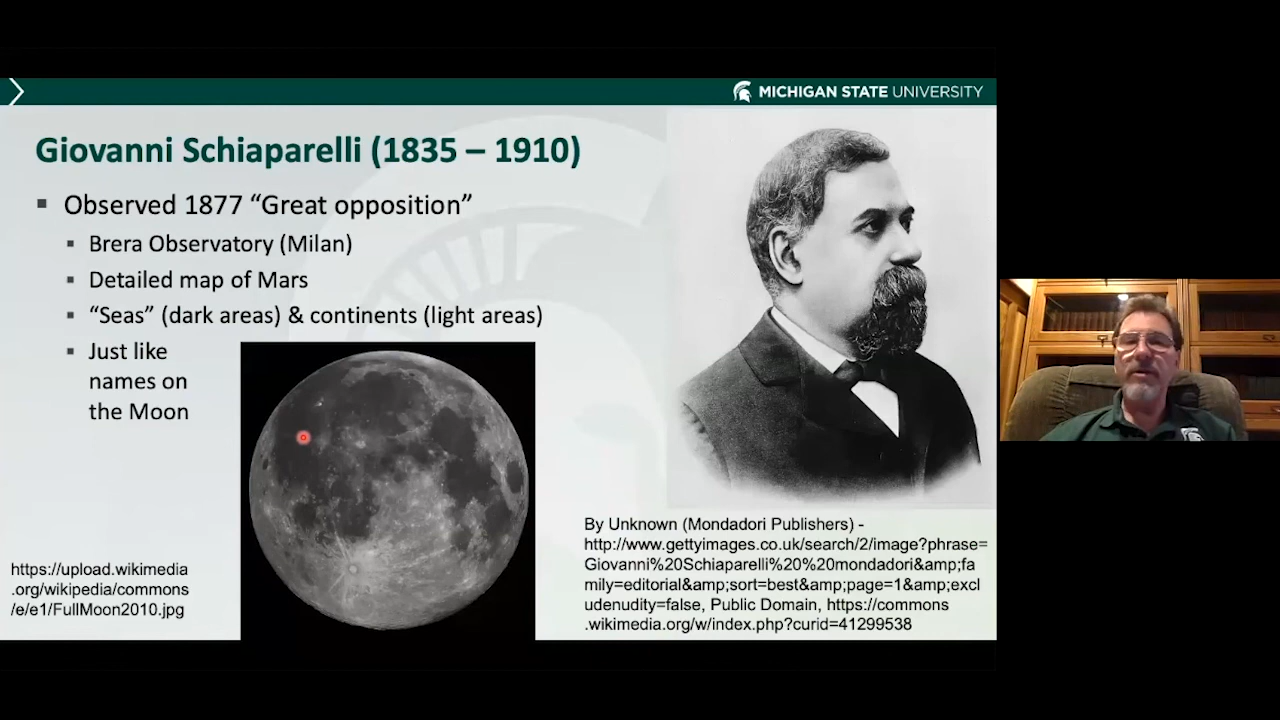 MICHIGAN STATE UNIVERSITY
Giovanni Schiaparelli (1835 – 1910)
▪ Observed 1877 “Great opposition”
▪ Brera Observatory (Milan)
▪ Detailed map of Mars
▪ “Seas” (dark areas) & continents (light areas)
▪ Just like
names on
the Moon
https://upload.wikimedia
.org/wikipedia/commons
/e/e1/FullMoon2010.jpg
By Unknown (Mondadori Publishers) -
http://www.gettyimages.co.uk/search/2/image?phrase=
Giovanni%20Schiaparelli%20%20mondadori&amp;fa
mily=editorial&amp;sort=best&amp;page=1&amp;excl
udenudity=false, Public Domain, https://commons
.wikimedia.org/w/index.php?curid=41299538